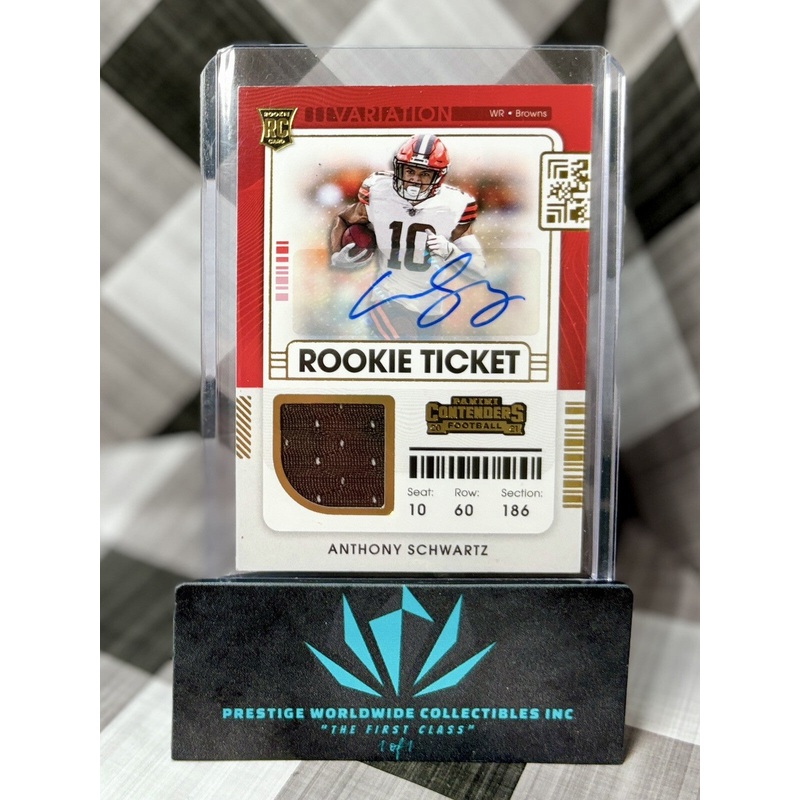 ROOKIE
RC
CARD
VARIATION
WR • Browns
10
10
ROOKIE TICKET
PANINI
CONTENDERS
20 FOOTBALL 21
Seat: Row: Section:
10 60 186
ANTHONY SCHWARTZ
PRESTIGE WORLDWIDE COLLECTIBLES INC
"THE FIRST CLASS"
1 of 1